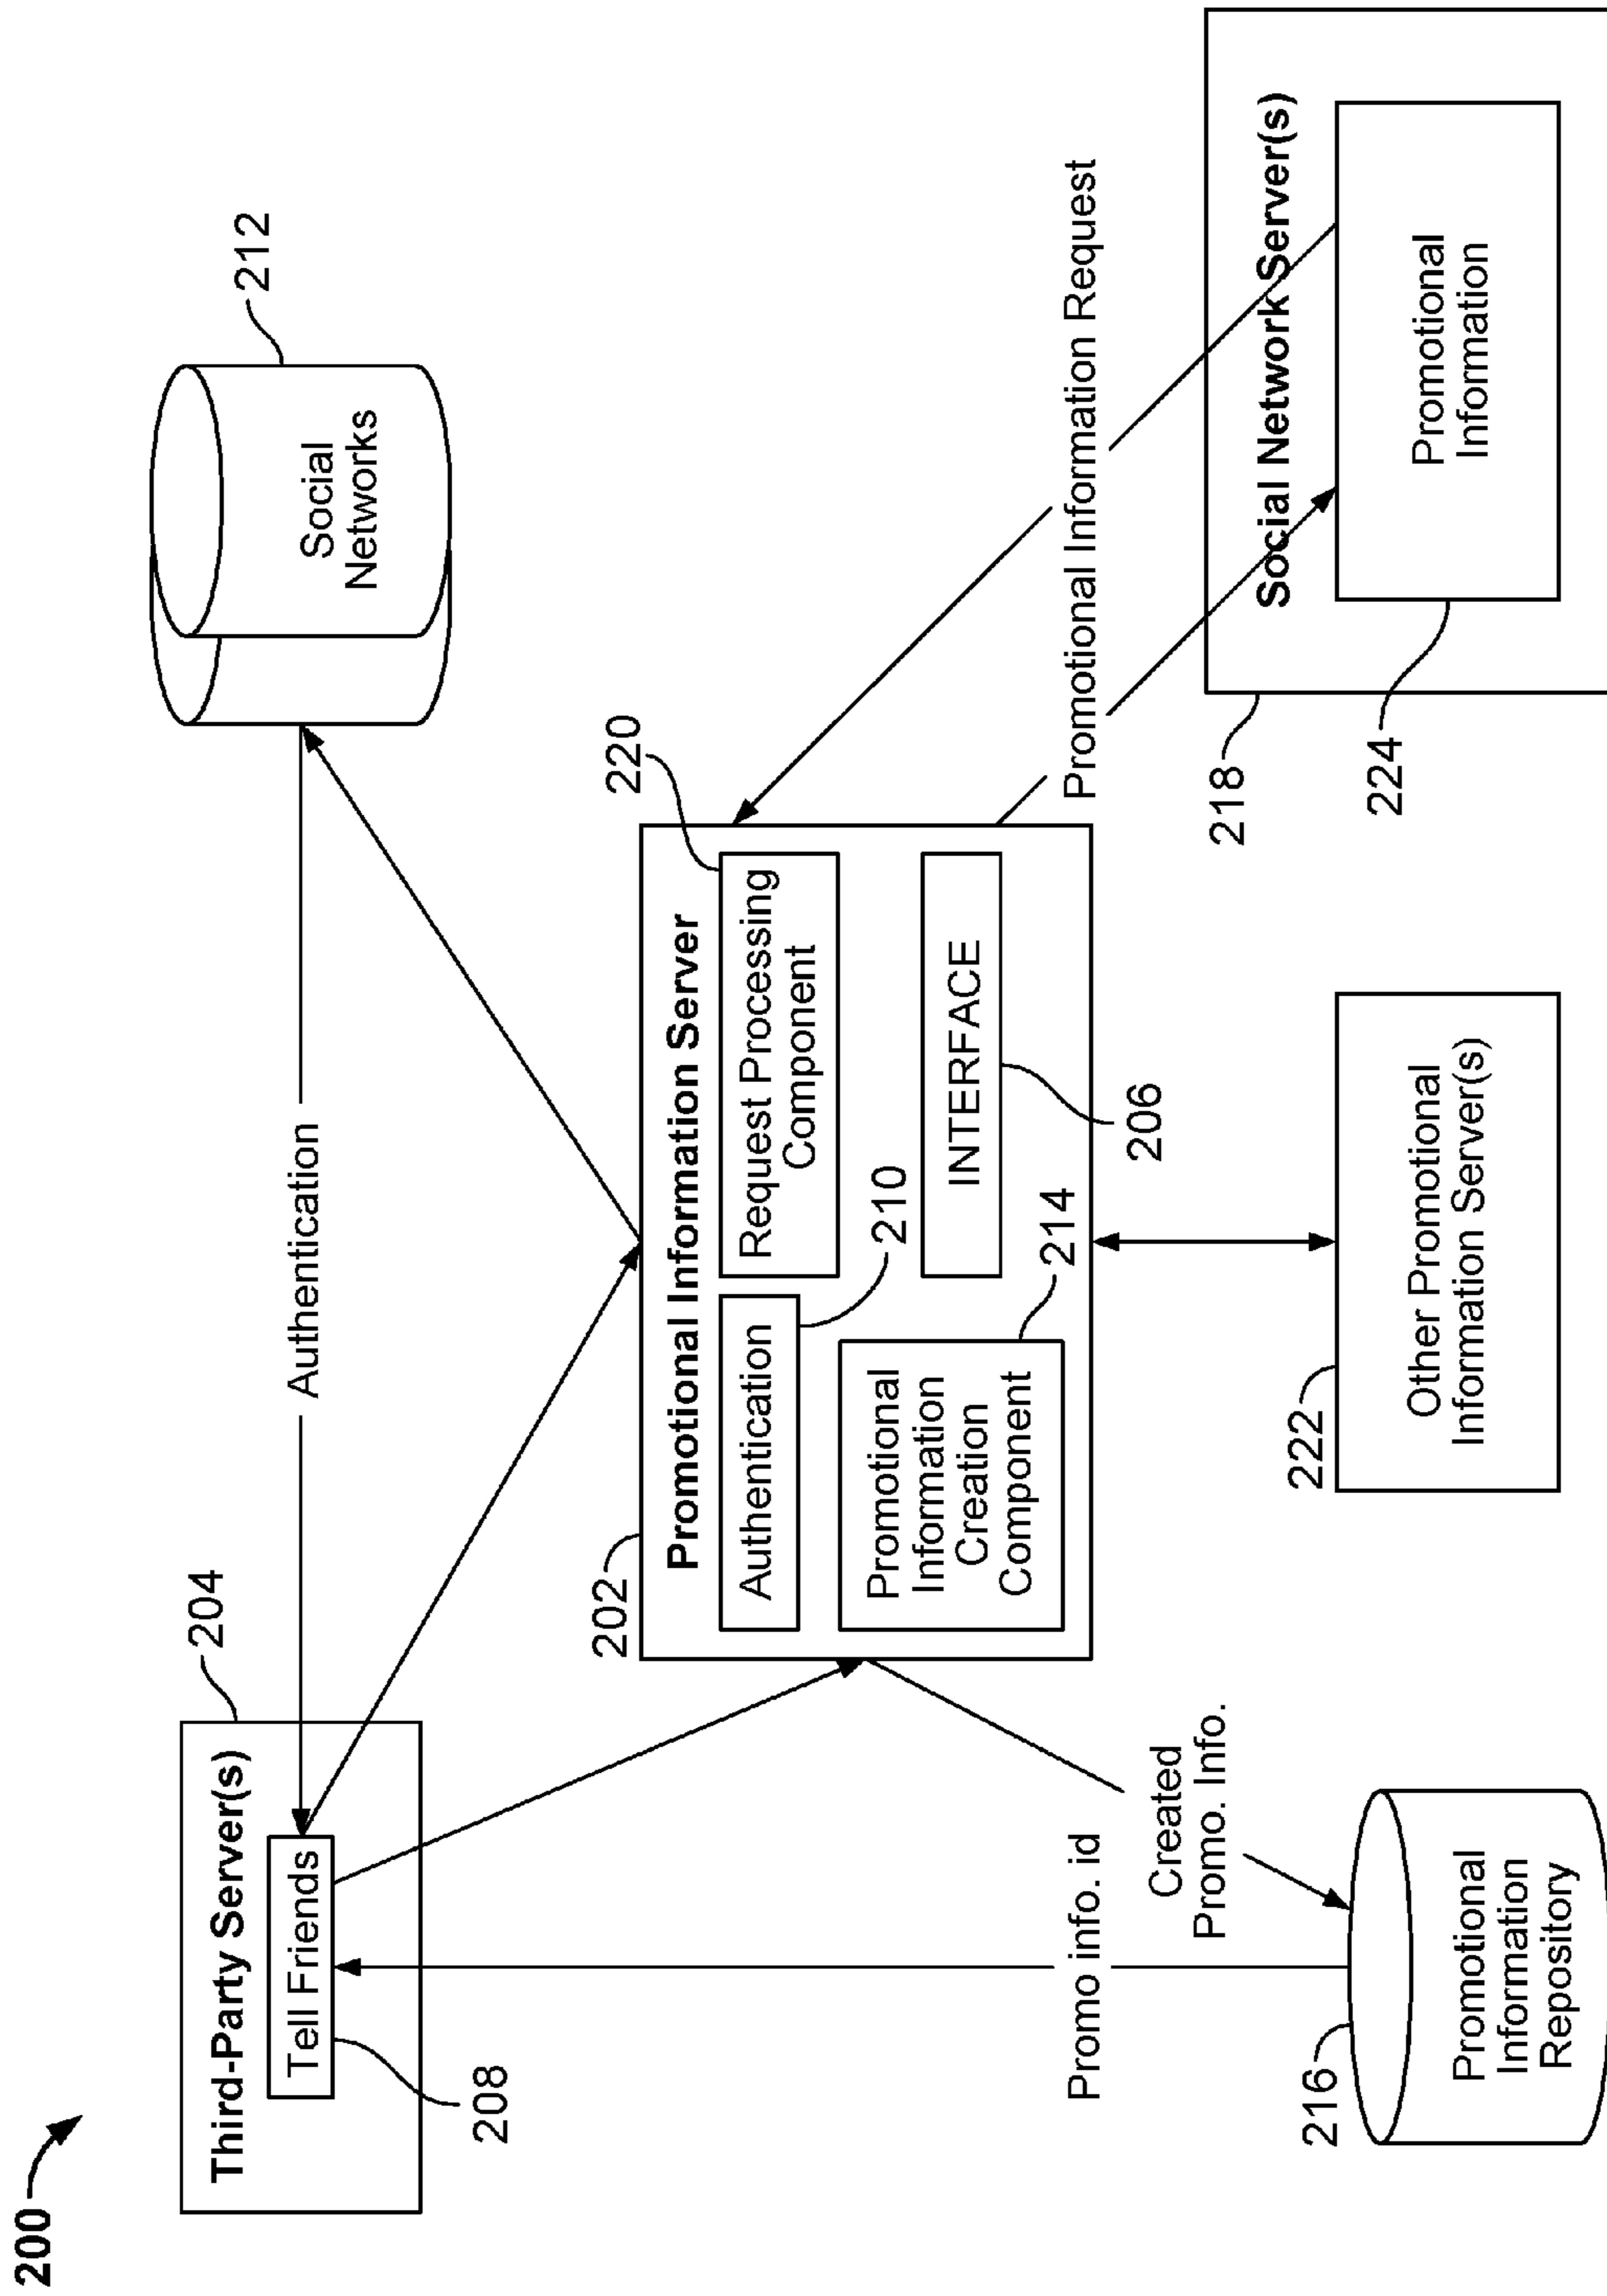 200
Third-Party Server(s)
204
Tell Friends
208
Authentication
Social
Networks
212
202
Promotional Information Server
Authentication
210
Request Processing
Component
220
Promotional
Information
Creation
Component
214
INTERFACE
206
Promo info. id
Created
Promo. Info.
Promotional Information Request
216
Promotional
Information
Repository
222
Other Promotional
Information Server(s)
218
Social Network Server(s)
Promotional
Information
224